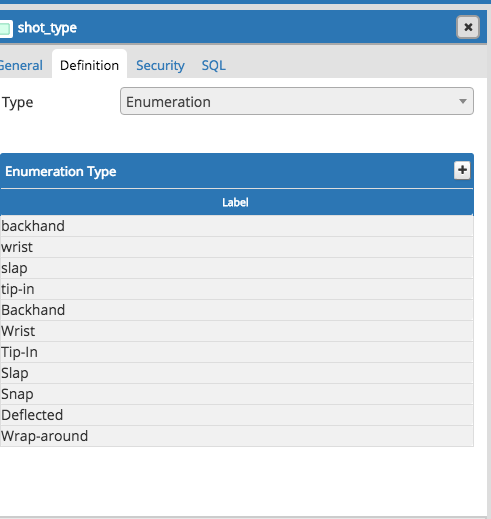 shot_type
General Definition Security SQL
Type Enumeration
Enumeration Type
Label
backhand
wrist
slap
tip-in
Backhand
Wrist
Tip-In
Slap
Snap
Deflected
Wrap-around